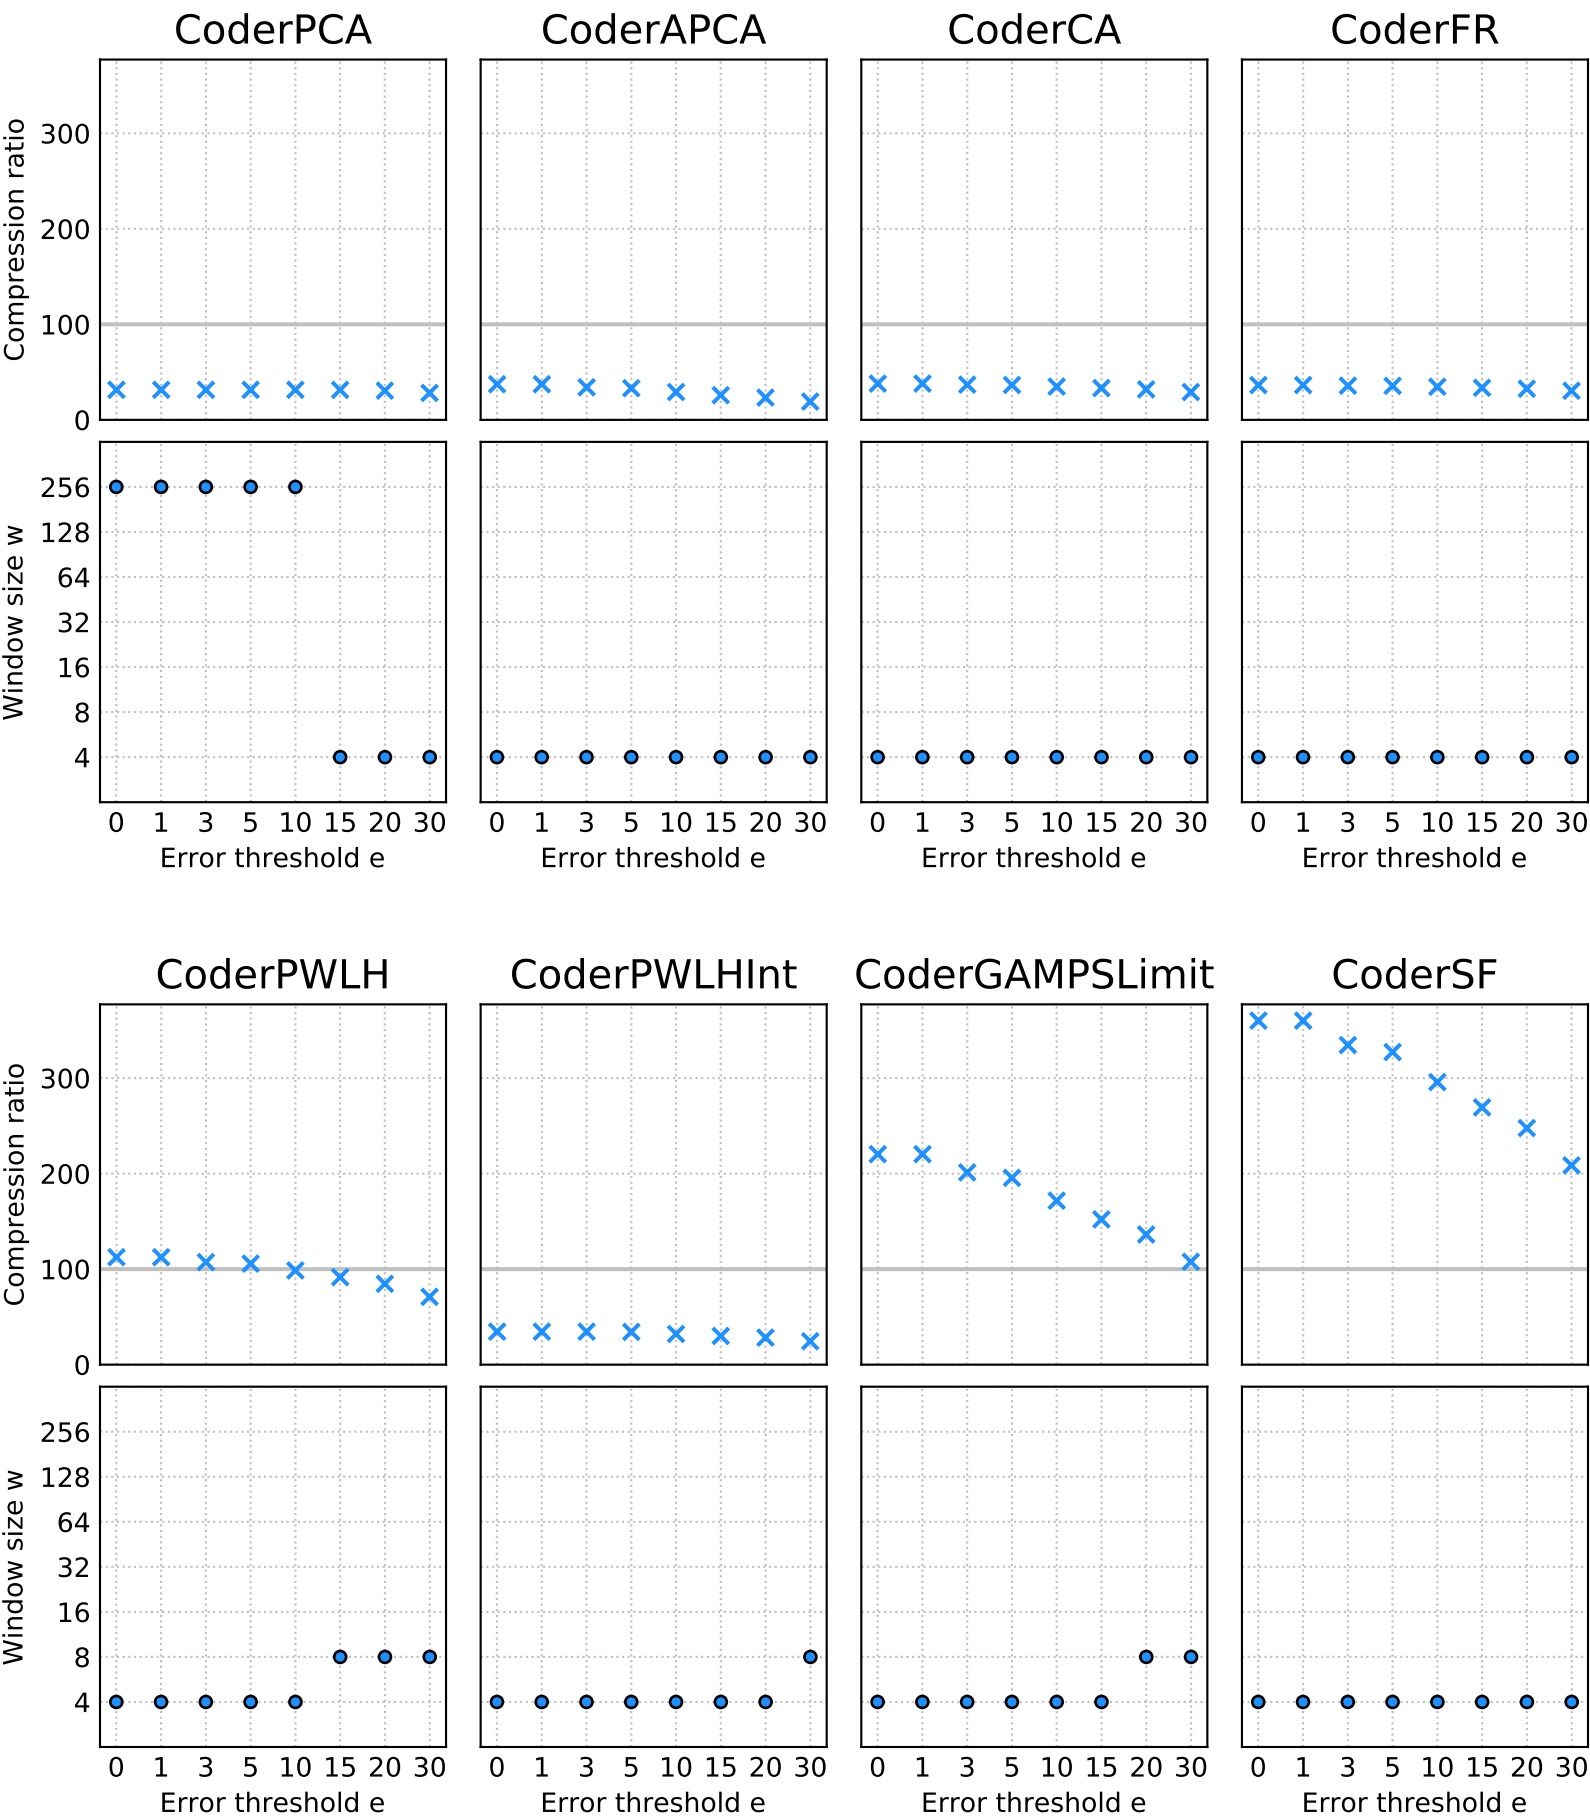 CoderPCA CoderAPCA CoderCA CoderFR
Compression ratio
300
200
100
0
Window size w
256
128
64
32
16
8
4
0 1 3 5 10 15 20 30 0 1 3 5 10 15 20 30 0 1 3 5 10 15 20 30 0 1 3 5 10 15 20 30
Error threshold e Error threshold e Error threshold e Error threshold e
CoderPWLH CoderPWLHInt CoderGAMPSLimit CoderSF
Compression ratio
300
200
100
0
Window size w
256
128
64
32
16
8
4
0 1 3 5 10 15 20 30 0 1 3 5 10 15 20 30 0 1 3 5 10 15 20 30 0 1 3 5 10 15 20 30
Error threshold e Error threshold e Error threshold e Error threshold e